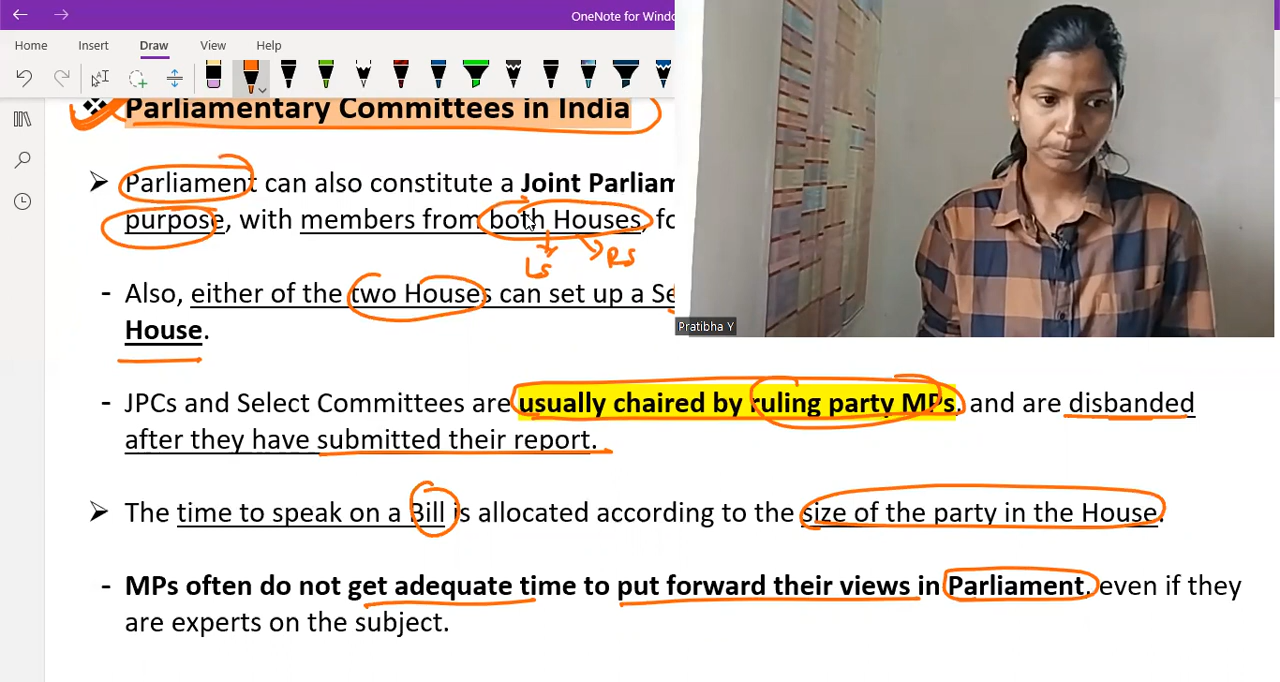 OneNote for Windo
Home Insert Draw View Help
Parliamentary Committees in India
Parliament can also constitute a Joint Parliam
purpose, with members from both Houses, fo
LS RS
- Also, either of the two Houses can set up a Se
House.
Pratibha Y
- JPCs and Select Committees are usually chaired by ruling party MPs. and are disbanded
after they have submitted their report.
The time to speak on a Bill is allocated according to the size of the party in the House.
- MPs often do not get adequate time to put forward their views in Parliament. even if they
are experts on the subject.